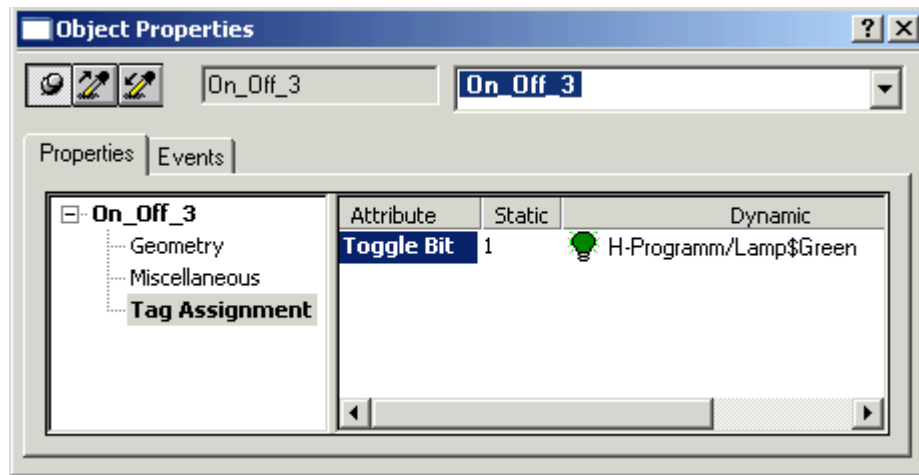 Object Properties
On_Off_3 On_Off_3
Properties Events
On_Off_3 Attribute Static Dynamic
Geometry Toggle Bit 1 H-Programm/Lamp$Green
Miscellaneous
Tag Assignment